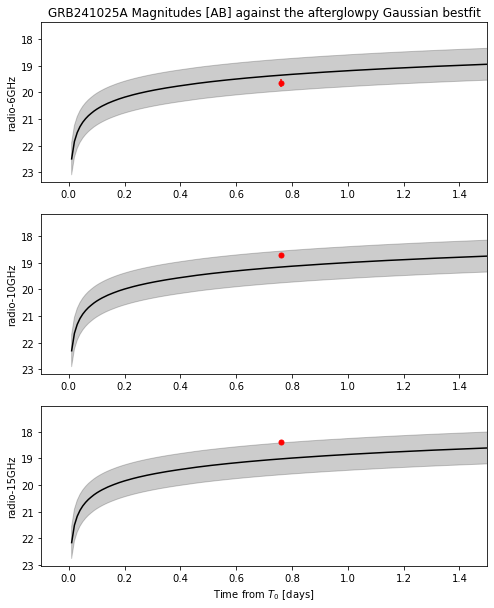 GRB241025A Magnitudes [AB] against the afterglowpy Gaussian bestfit
radio-6GHz
18
19
20
21
22
23
0.0 0.2 0.4 0.6 0.8 1.0 1.2 1.4
radio-10GHz
18
19
20
21
22
23
0.0 0.2 0.4 0.6 0.8 1.0 1.2 1.4
radio-15GHz
18
19
20
21
22
23
0.0 0.2 0.4 0.6 0.8 1.0 1.2 1.4
Time from T₀ [days]